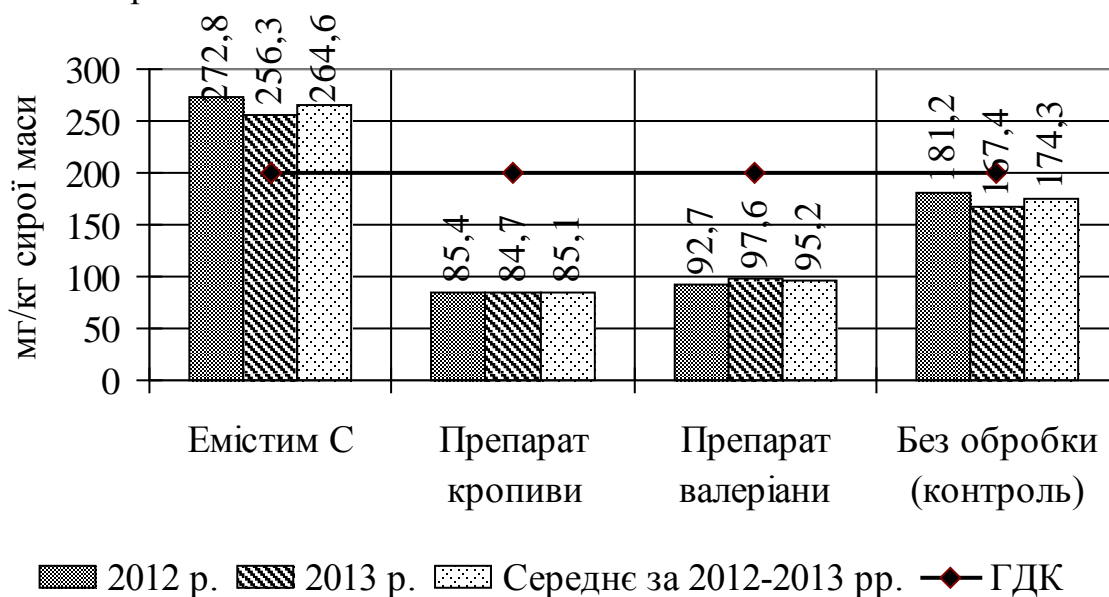 272,8
256,3
264,6
85,4
84,7
85,1
92,7
97,6
95,2
181,2
167,4
174,3
мг/кг сирої маси
300
250
200
150
100
50
0
Емістим С
Препарат
кропиви
Препарат
валеріани
Без обробки
(контроль)
2012 р.
2013 р.
Середнє за 2012-2013 рр.
ГДК